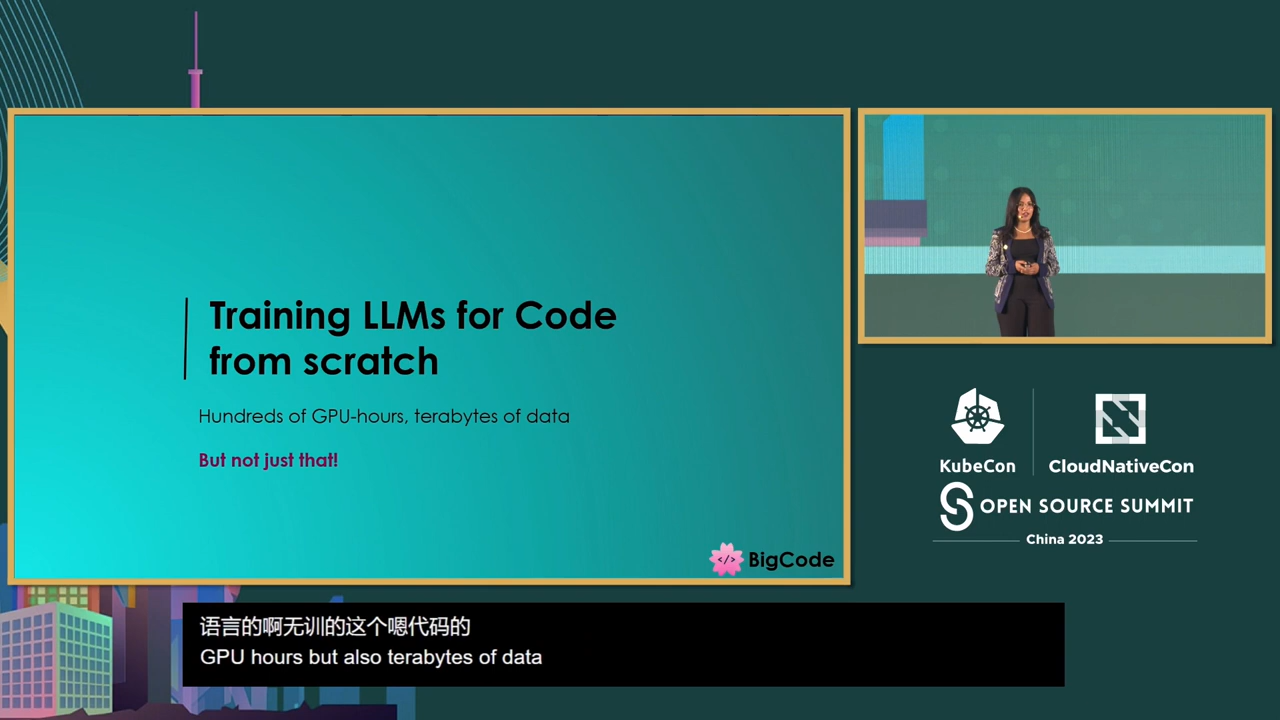 Training LLMs for Code
from scratch
Hundreds of GPU-hours, terabytes of data
But not just that!
</> BigCode
KubeCon
CloudNativeCon
OPEN SOURCE SUMMIT
China 2023
语言的啊无训的这个嗯代码的
GPU hours but also terabytes of data